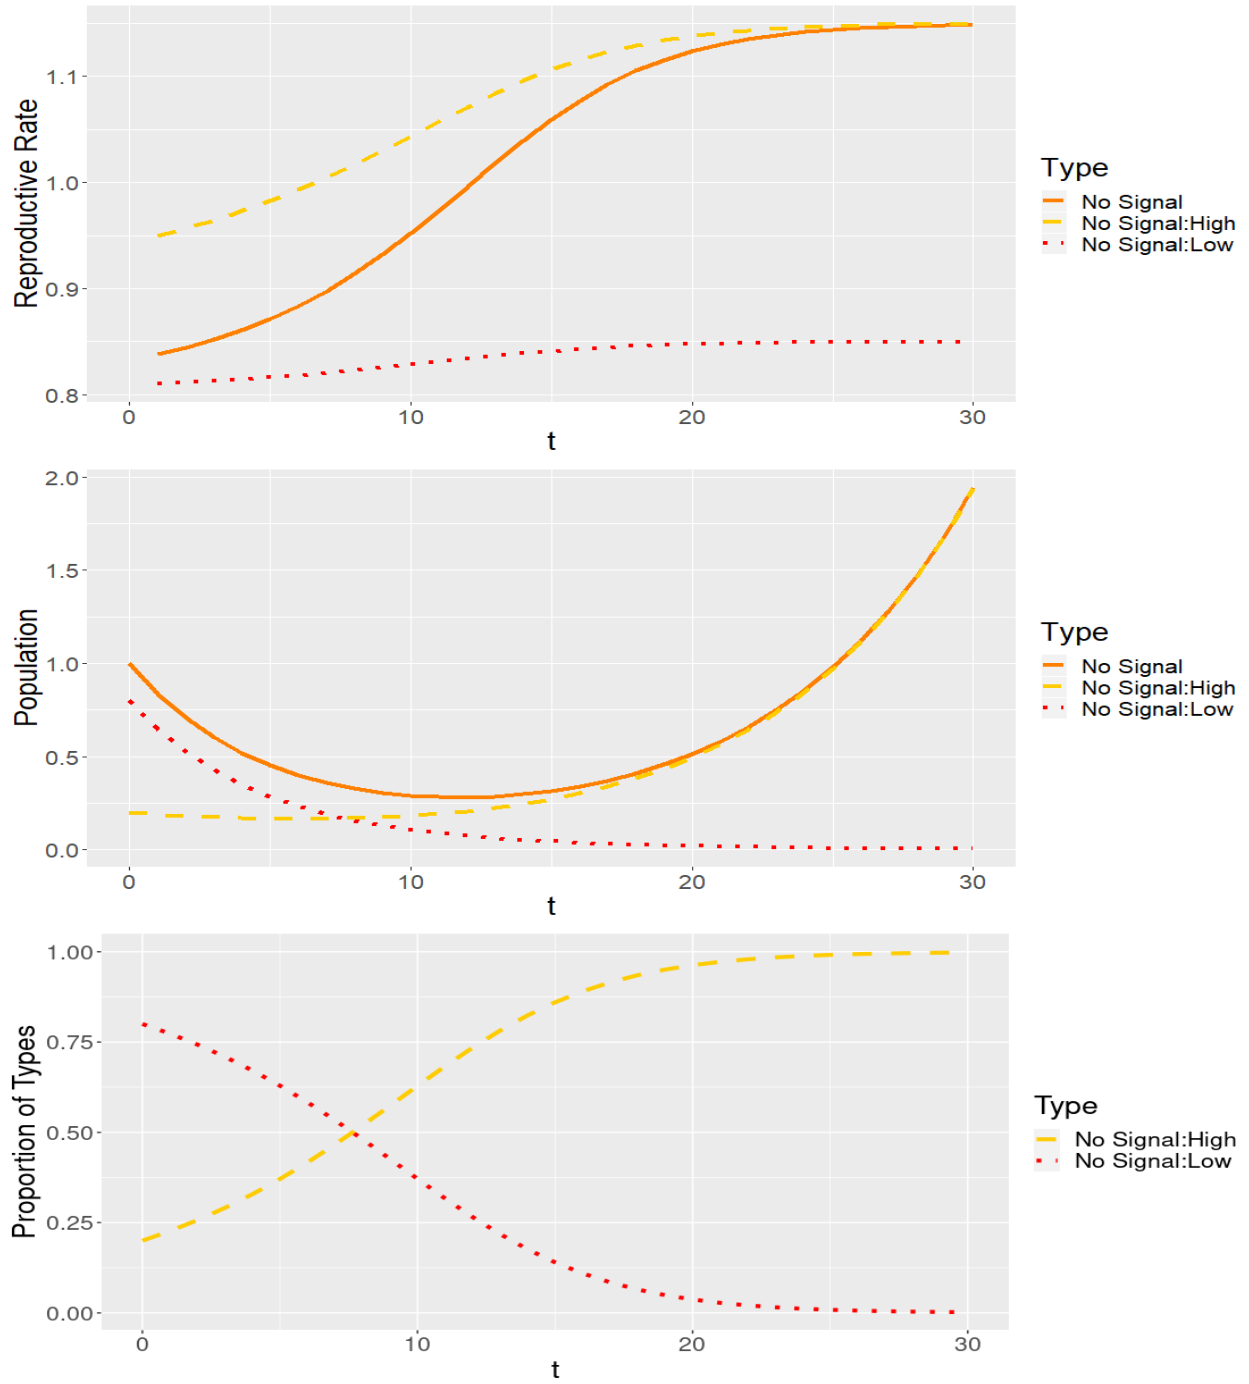 Reproductive Rate
1.1
1.0
0.9
0.8
0
10
20
30
t
Type
No Signal
No Signal:High
No Signal:Low
Population
2.0
1.5
1.0
0.5
0.0
0
10
20
30
t
Type
No Signal
No Signal:High
No Signal:Low
Proportion of Types
1.00
0.75
0.50
0.25
0.00
0
10
20
30
t
Type
No Signal:High
No Signal:Low